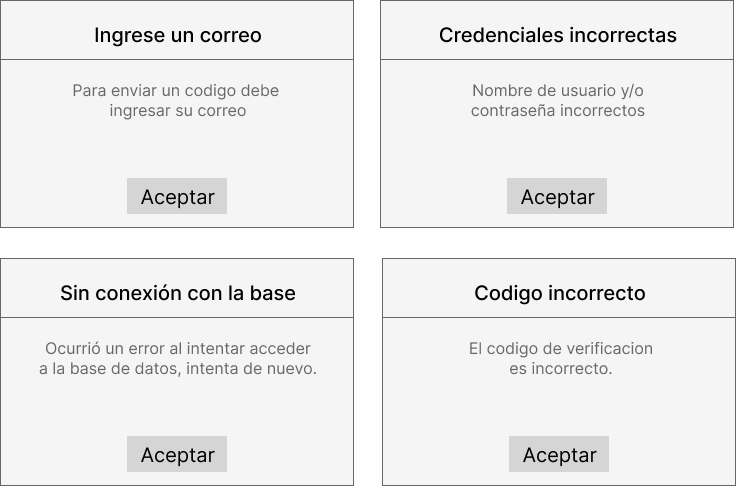 Ingrese un correo
Para enviar un codigo debe
ingresar su correo
Aceptar
Credenciales incorrectas
Nombre de usuario y/o
contraseña incorrectos
Aceptar
Sin conexión con la base
Ocurrió un error al intentar acceder
a la base de datos, intenta de nuevo.
Aceptar
Codigo incorrecto
El codigo de verificacion
es incorrecto.
Aceptar